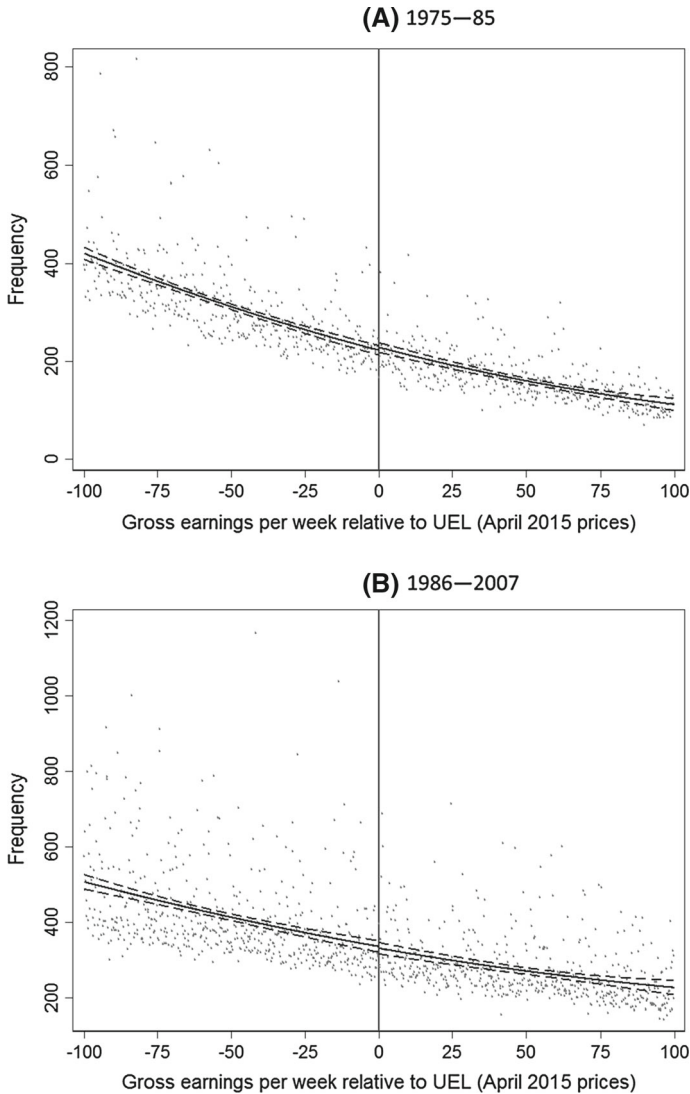 (A) 1975—85
Frequency
800
600
400
200
0
-100 -75 -50 -25 0 25 50 75 100
Gross earnings per week relative to UEL (April 2015 prices)
(B) 1986—2007
Frequency
1200
1000
800
600
400
200
-100 -75 -50 -25 0 25 50 75 100
Gross earnings per week relative to UEL (April 2015 prices)